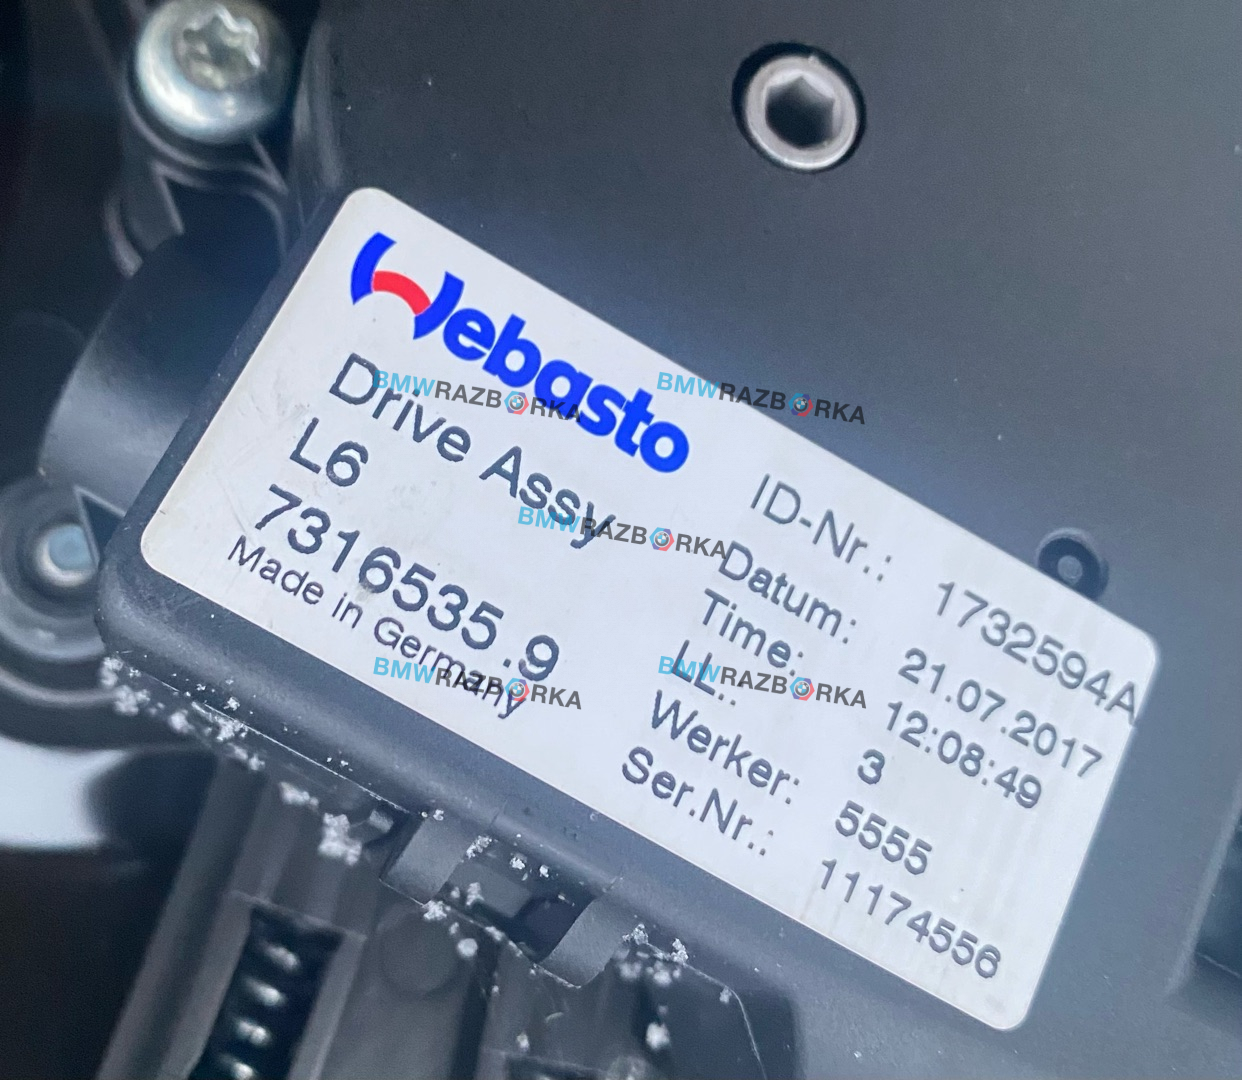 Webasto
Drive Assy
L6
7316535.9
Made in Germany
ID-Nr.: 1732594A
Datum: 21.07.2017
Time: 12:08:49
LL.: 3
Werker: 5555
Ser.Nr.: 11174556
BMWRAZBORKA
BMWRAZBORKA
BMWRAZBORKA
BMWRAZBORKA
BMWRAZBORKA